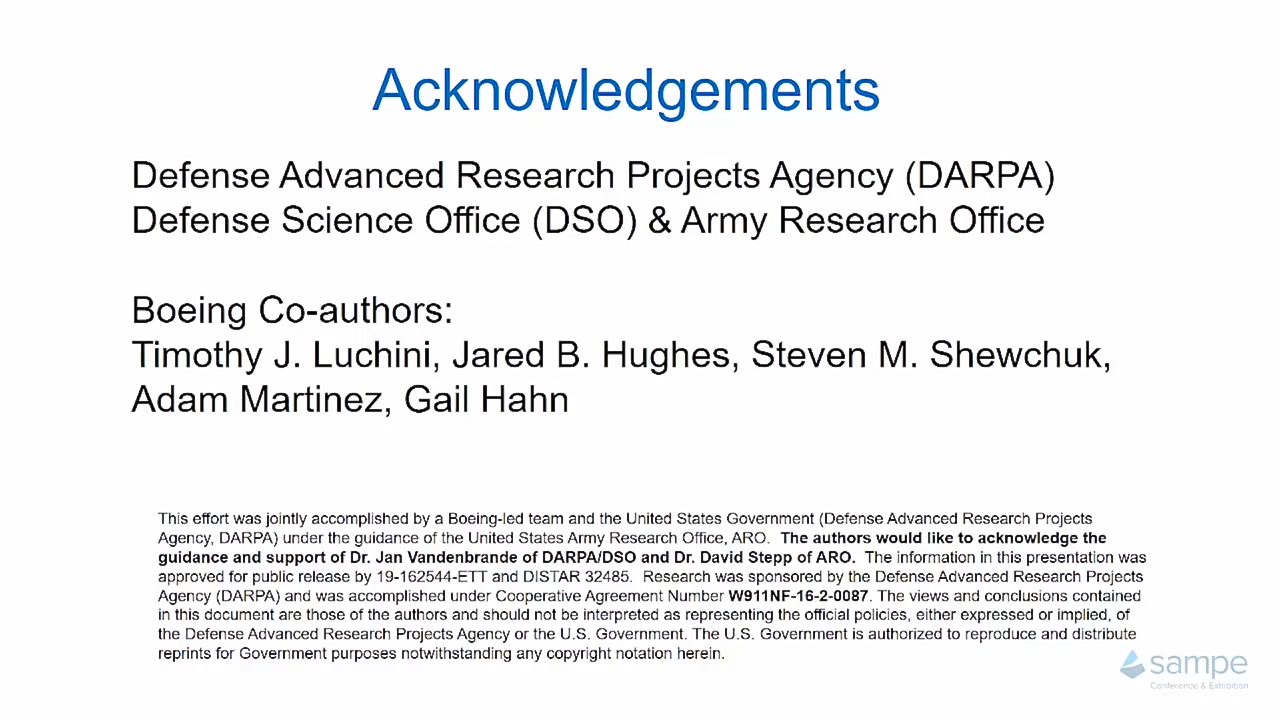 Acknowledgements
Defense Advanced Research Projects Agency (DARPA)
Defense Science Office (DSO) & Army Research Office
Boeing Co-authors:
Timothy J. Luchini, Jared B. Hughes, Steven M. Shewchuk,
Adam Martinez, Gail Hahn
This effort was jointly accomplished by a Boeing-led team and the United States Government (Defense Advanced Research Projects
Agency, DARPA) under the guidance of the United States Army Research Office, ARO. The authors would like to acknowledge the
guidance and support of Dr. Jan Vandenbrande of DARPA/DSO and Dr. David Stepp of ARO. The information in this presentation was
approved for public release by 19-162544-ETT and DISTAR 32485. Research was sponsored by the Defense Advanced Research Projects
Agency (DARPA) and was accomplished under Cooperative Agreement Number W911NF-16-2-0087. The views and conclusions contained
in this document are those of the authors and should not be interpreted as representing the official policies, either expressed or implied, of
the Defense Advanced Research Projects Agency or the U.S. Government. The U.S. Government is authorized to reproduce and distribute
reprints for Government purposes notwithstanding any copyright notation herein.
sampe
Conference & Exhibition